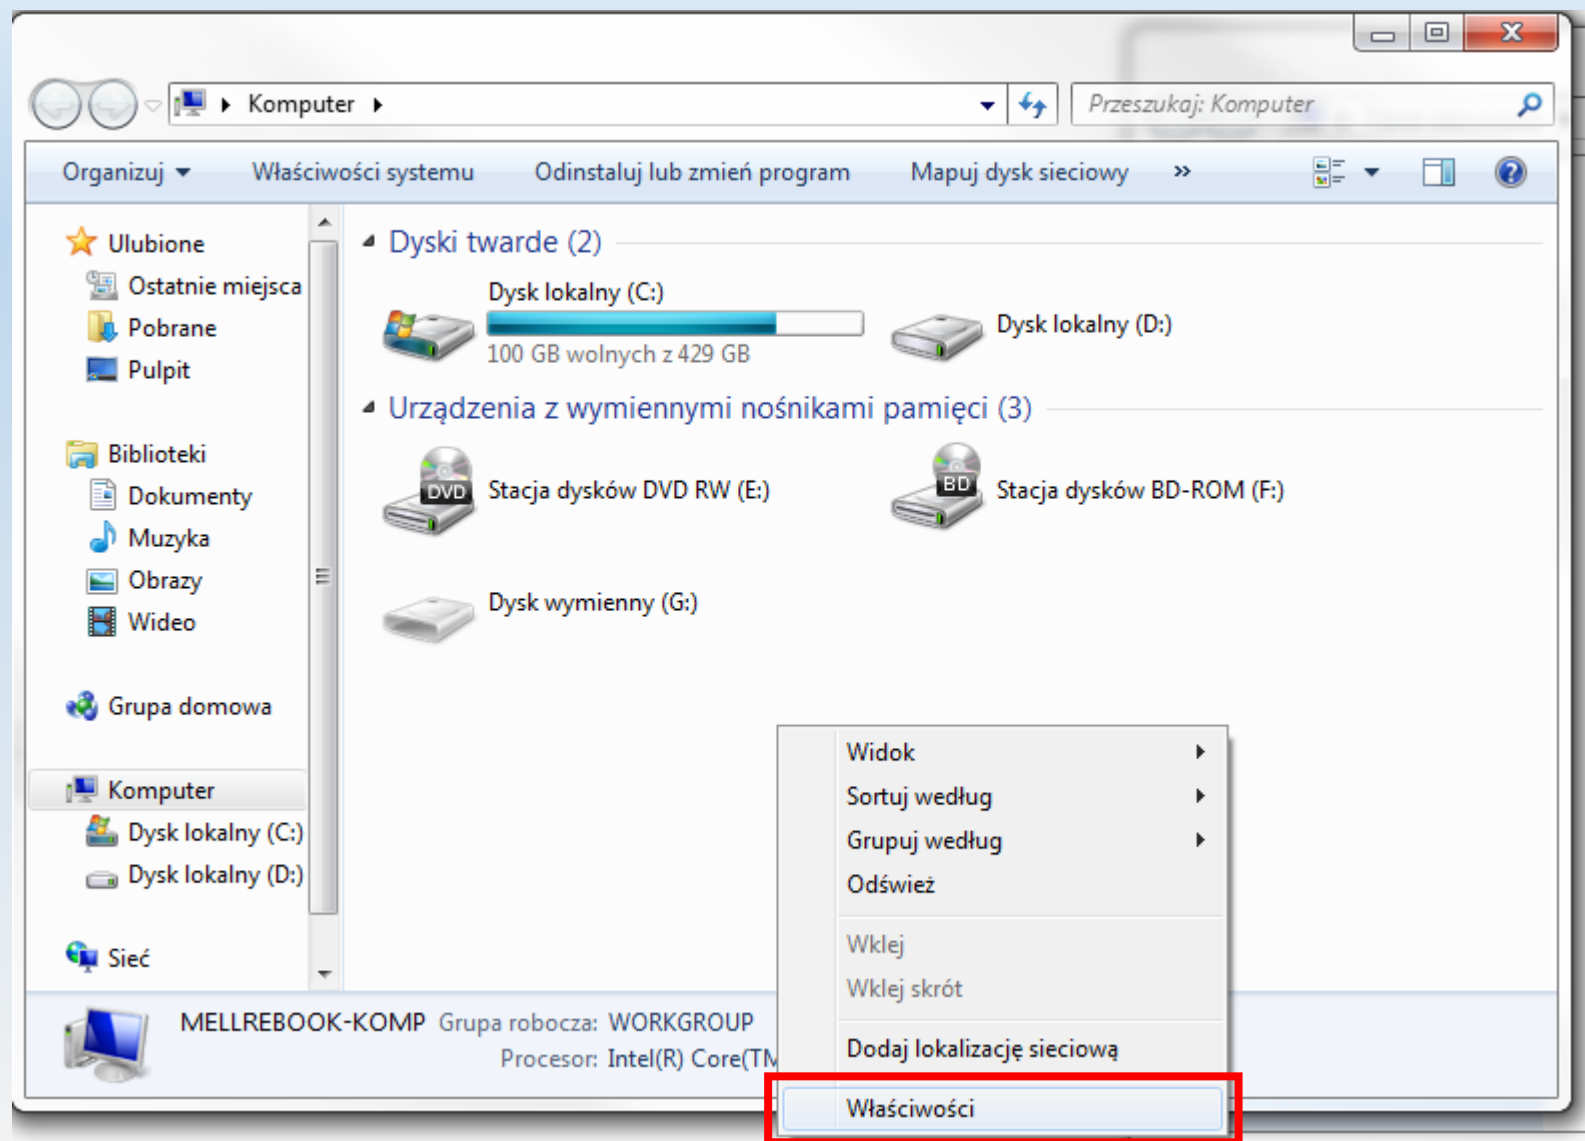 Komputer
Przeszukaj: Komputer
Organizuj Właściwości systemu Odinstaluj lub zmień program Mapuj dysk sieciowy »
Ulubione
Ostatnie miejsca
Pobrane
Pulpit
Biblioteki
Dokumenty
Muzyka
Obrazy
Wideo
Grupa domowa
Komputer
Dysk lokalny (C:)
Dysk lokalny (D:)
Sieć
Dyski twarde (2)
Dysk lokalny (C:)
100 GB wolnych z 429 GB
Dysk lokalny (D:)
Urządzenia z wymiennymi nośnikami pamięci (3)
DVD
Stacja dysków DVD RW (E:)
BD
Stacja dysków BD-ROM (F:)
Dysk wymienny (G:)
Widok
Sortuj według
Grupuj według
Odśwież
Wklej
Wklej skrót
Dodaj lokalizację sieciową
Właściwości
MELLREBOOK-KOMP Grupa robocza: WORKGROUP
Procesor: Intel(R) Core(TM